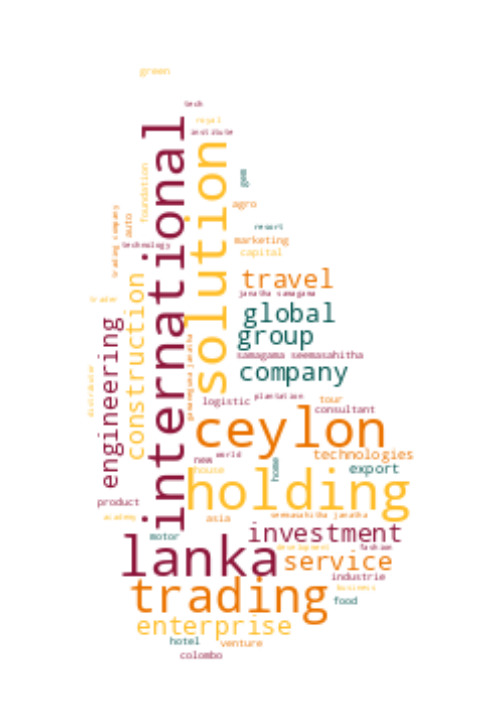 green
tech
royal
institute
international
solution
foundation
gem
agro
auto
trading company
resort
technology
marketing
capital
travel
janatha samagama
trader
global
group
construction
engineering
samagama seemasahitha
company
distributor
plantation
logistic
tour
consultant
ceylon
technologies
world
new
house
home
export
holding
product
academy
asia
seemasahitha janatha
motor
investment
lanka
development
fashion
service
industrie
business
trading
food
enterprise
hotel
venture
colombo